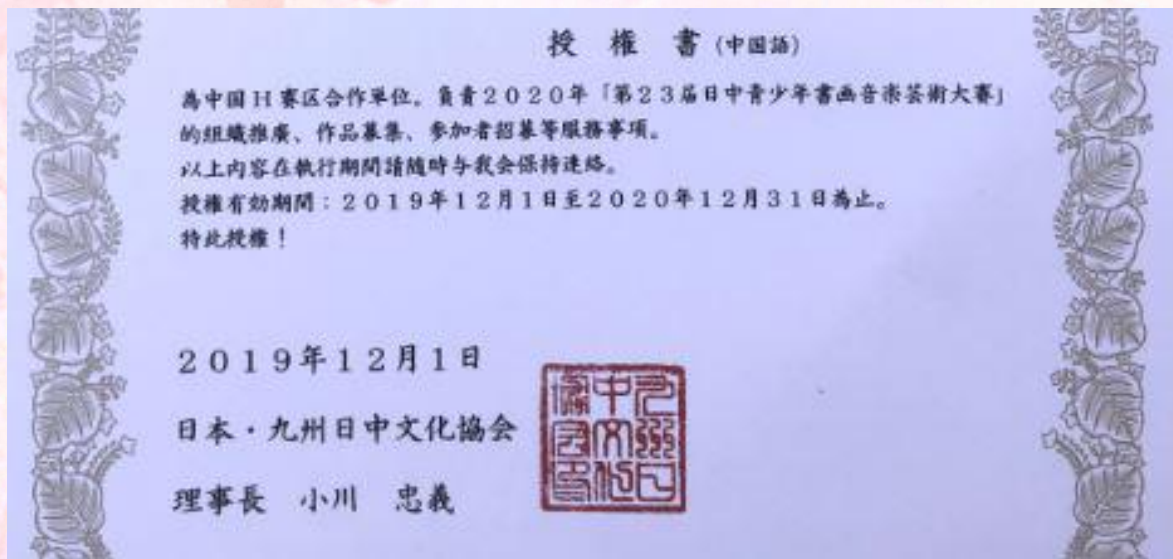 授 權 書 (中国語)
為中国H賽区合作単位。負責2020年「第23届日中青少年書画音楽芸術大賽」
的組織推廣、作品募集、参加者招募等服務事項。
以上内容在執行期間請随時与我会保持連絡。
授権有効期間：2019年12月1日至2020年12月31日為止。
特此授権！
2019年12月1日
日本・九州日中文化協会
理事長 小川 忠義